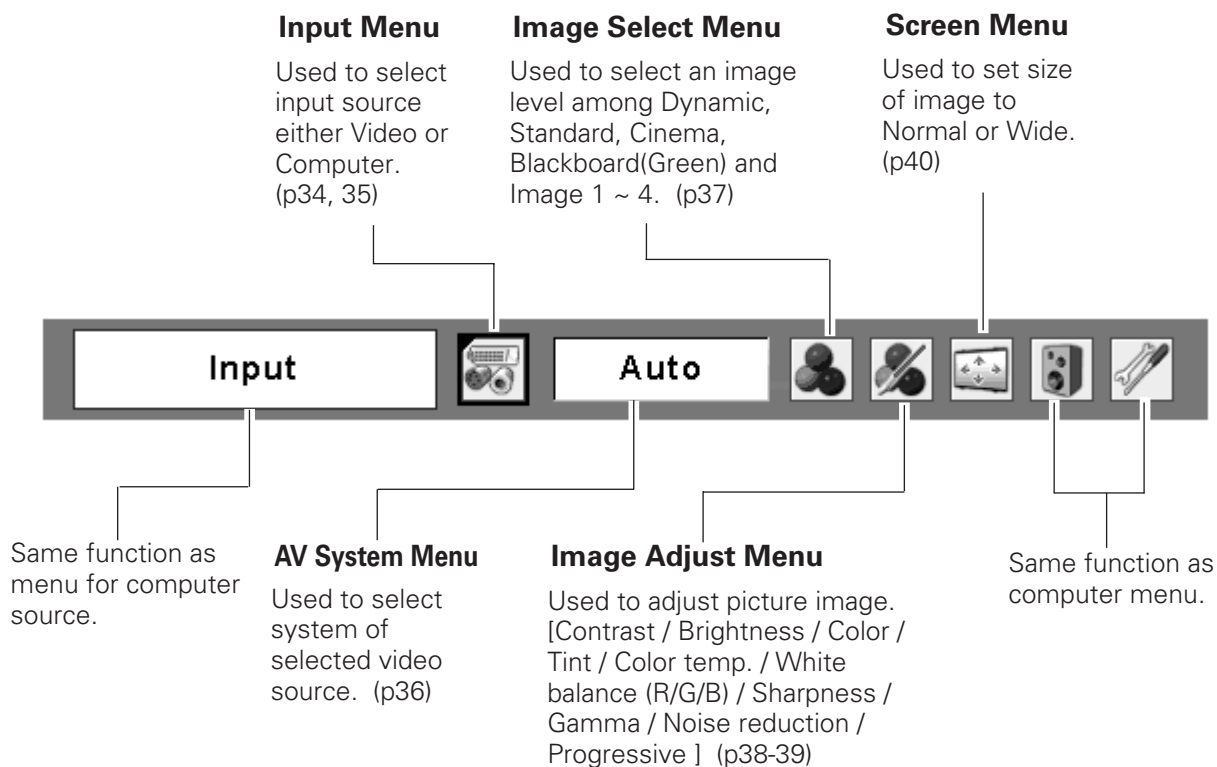 Input Menu
Used to select
input source
either Video or
Computer.
(p34, 35)
Image Select Menu
Used to select an image
level among Dynamic,
Standard, Cinema,
Blackboard(Green) and
Image 1 ~ 4.  (p37)
Screen Menu
Used to set size
of image to
Normal or Wide.
(p40)
Input
Auto
Same function as
menu for computer
source.
AV System Menu
Used to select
system of
selected video
source.  (p36)
Image Adjust Menu
Used to adjust picture image.
[Contrast / Brightness / Color /
Tint / Color temp. / White
balance (R/G/B) / Sharpness /
Gamma / Noise reduction /
Progressive ]  (p38-39)
Same function as
computer menu.